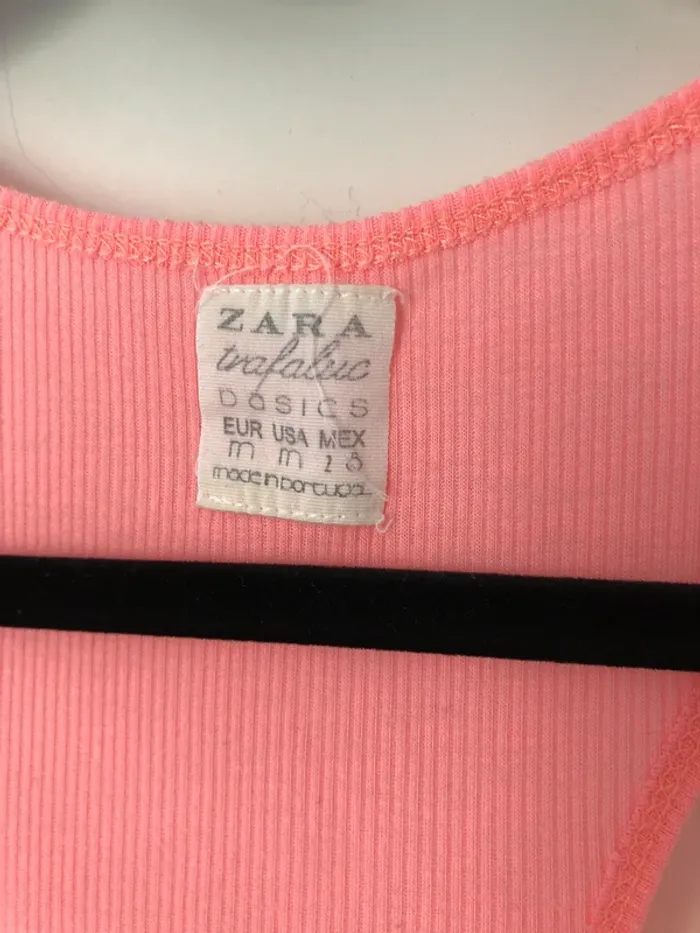 ZARA
trafaluc
basics
EUR USA MEX
m m 28
made in portugal